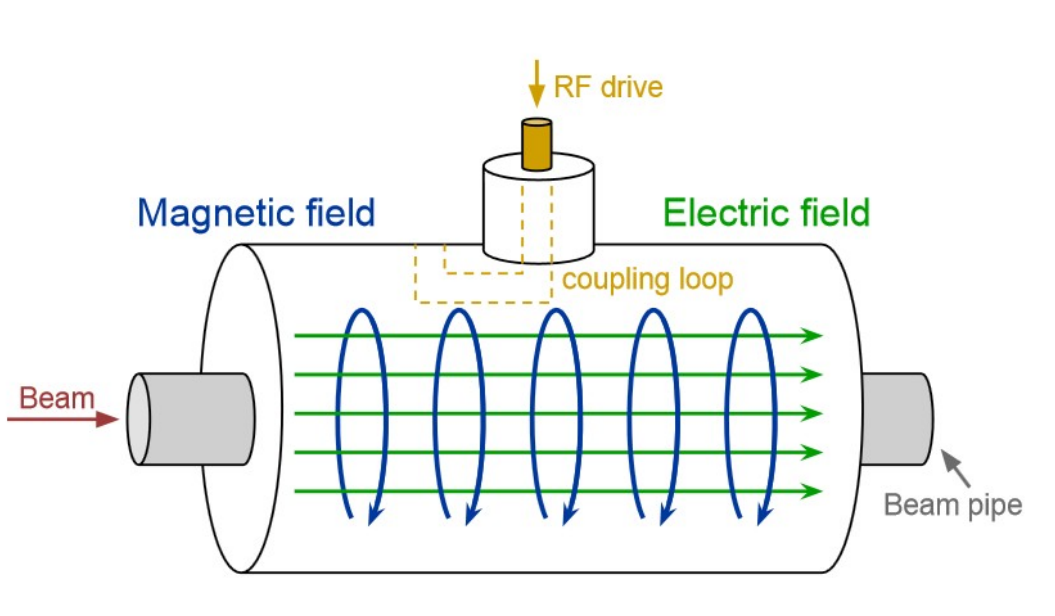 RF drive
Magnetic field
Electric field
coupling loop
Beam
Beam pipe